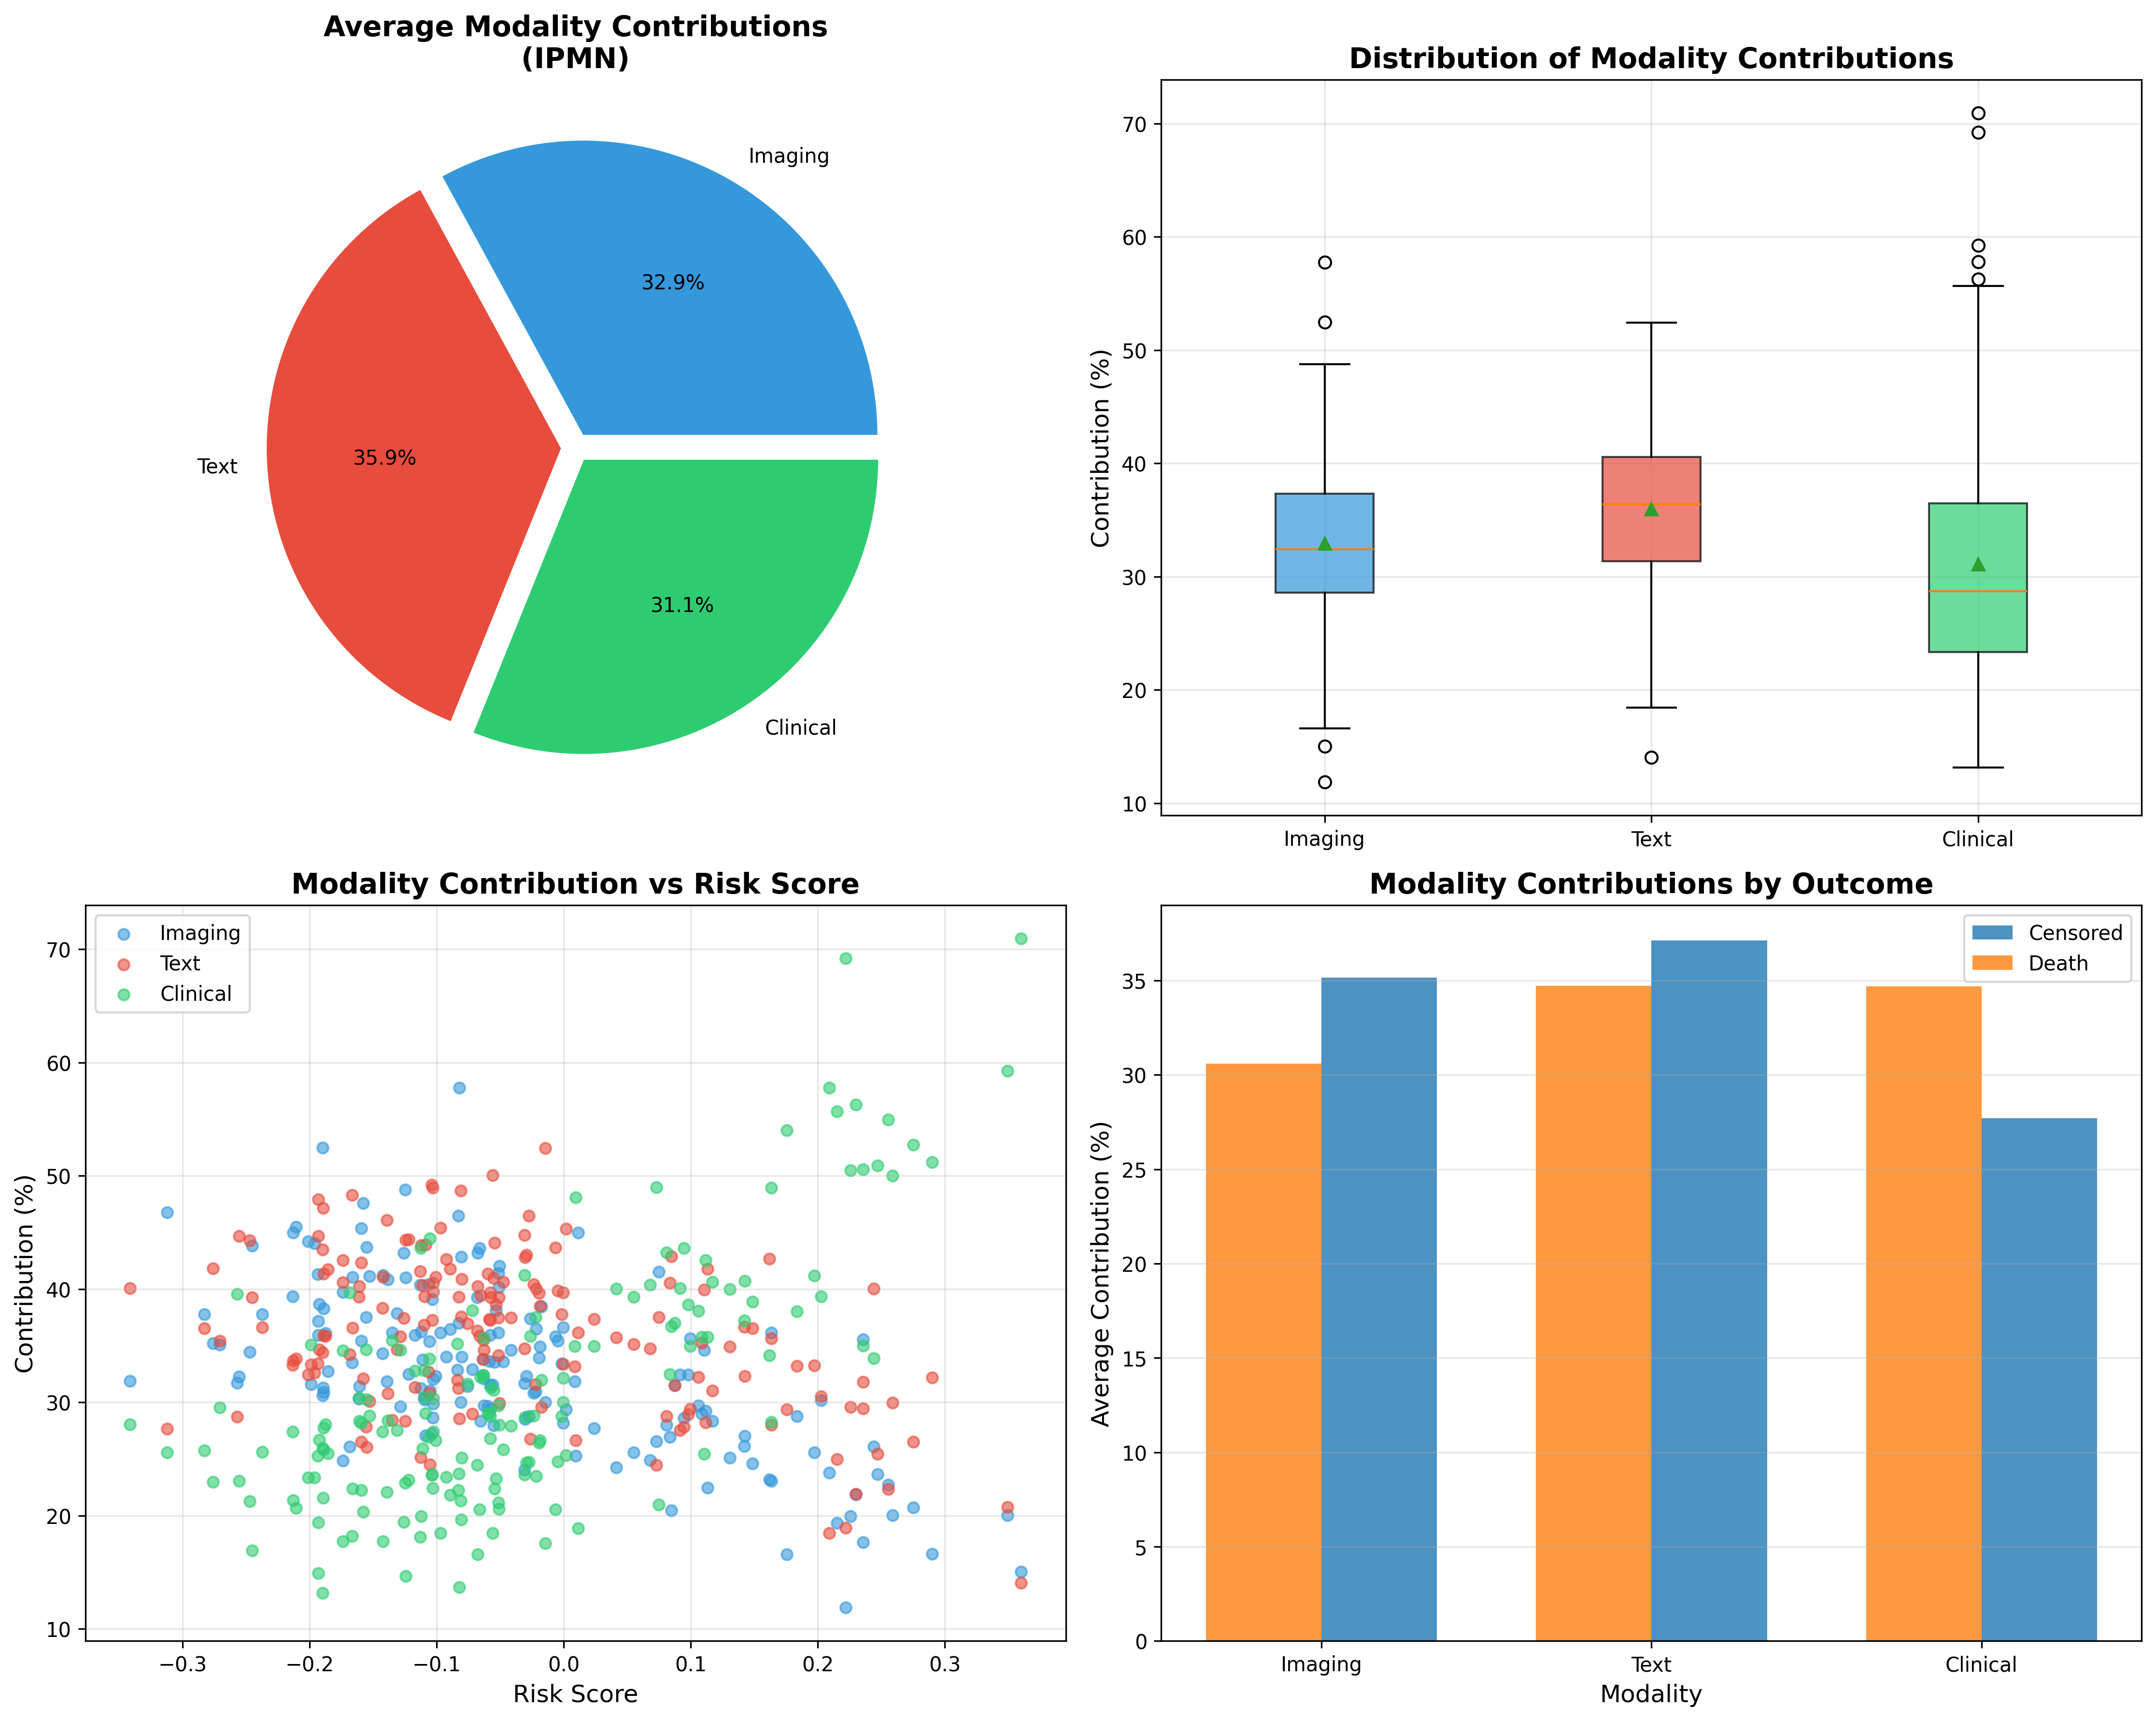 Average Modality Contributions
(IPMN)
Imaging
32.9%
Text
35.9%
31.1%
Clinical
Distribution of Modality Contributions
Contribution (%)
70
60
50
40
30
20
10
Imaging Text Clinical
Modality Contribution vs Risk Score
Imaging
Text
Clinical
Contribution (%)
70
60
50
40
30
20
10
−0.3 −0.2 −0.1 0.0 0.1 0.2 0.3
Risk Score
Modality Contributions by Outcome
Censored
Death
Average Contribution (%)
35
30
25
20
15
10
5
0
Imaging Text Clinical
Modality